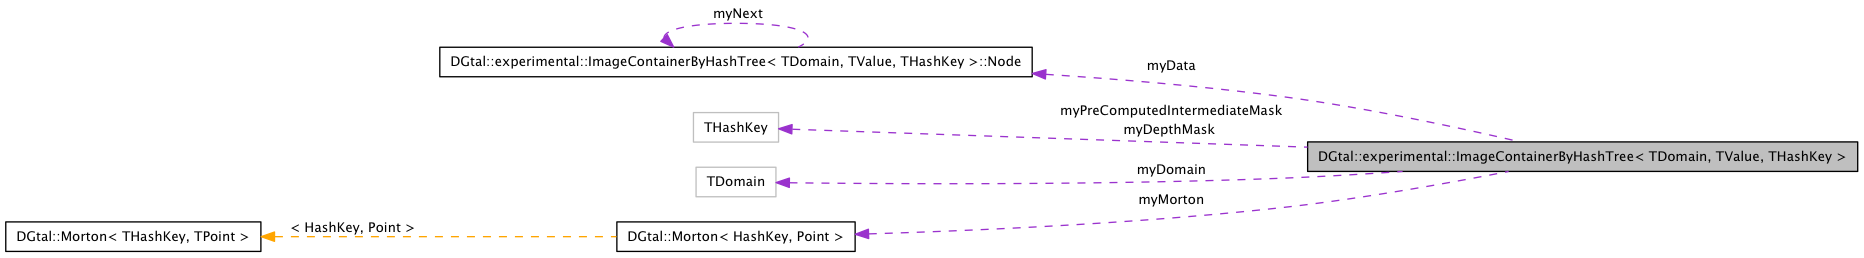 myNext
DGtal::experimental::ImageContainerByHashTree< TDomain, TValue, THashKey >::Node
myData
myPreComputedIntermediateMask
myDepthMask
THashKey
DGtal::experimental::ImageContainerByHashTree< TDomain, TValue, THashKey >
myDomain
TDomain
myMorton
< HashKey, Point >
DGtal::Morton< THashKey, TPoint >
DGtal::Morton< HashKey, Point >